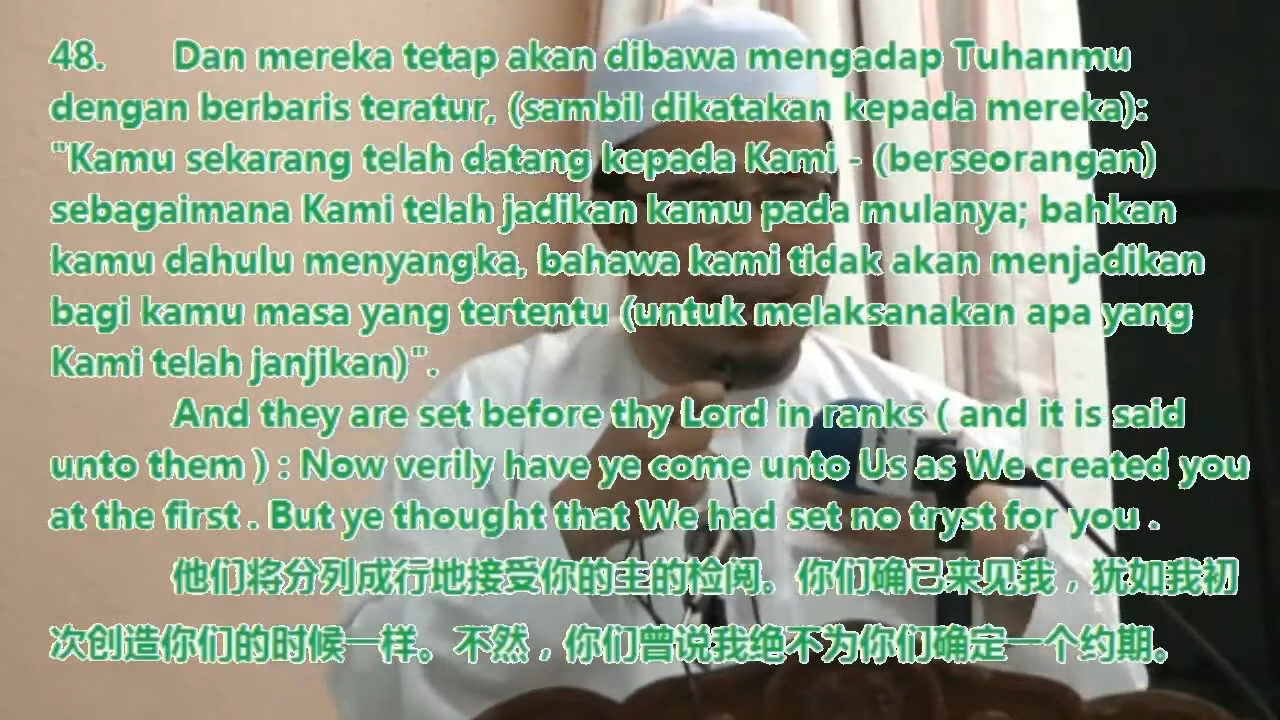 48. Dan mereka tetap akan dibawa mengadap Tuhanmu
dengan berbaris teratur, (sambil dikatakan kepada mereka):
"Kamu sekarang telah datang kepada Kami - (berseorangan)
sebagaimana Kami telah jadikan kamu pada mulanya; bahkan
kamu dahulu menyangka, bahawa kami tidak akan menjadikan
bagi kamu masa yang tertentu (untuk melaksanakan apa yang
Kami telah janjikan)".
And they are set before thy Lord in ranks ( and it is said
unto them ) : Now verily have ye come unto Us as We created you
at the first . But ye thought that We had set no tryst for you .
他们将分列成行地接受你的主的检阅。你们确已来见我，犹如我初
次创造你们的时候一样。不然，你们曾说我绝不为你们确定一个约期。